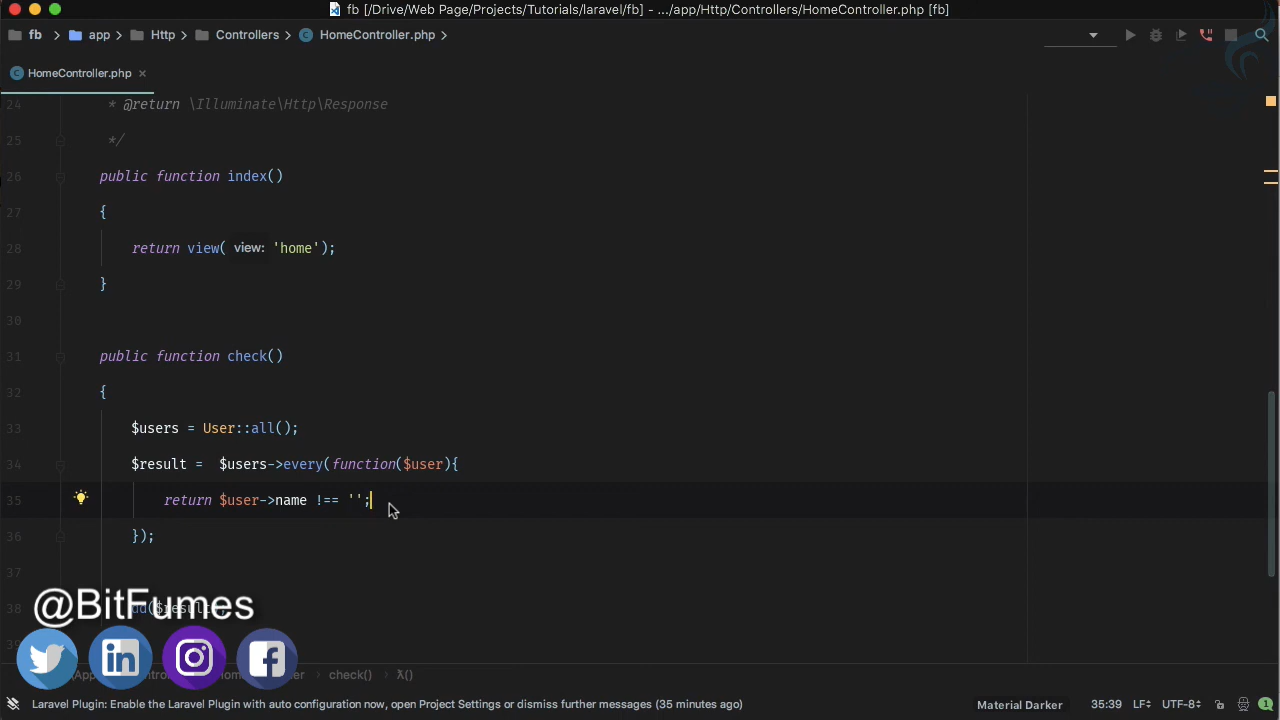 fb [/Drive/Web Page/Projects/Tutorials/laravel/fb] - .../app/Http/Controllers/HomeController.php [fb]
fb > app > Http > Controllers > HomeController.php >
HomeController.php ×
24 * @return \Illuminate\Http\Response
25 */
26 public function index()
27 {
28 return view( view: 'home');
29 }
30
31 public function check()
32 {
33 $users = User::all();
34 $result = $users->every(function($user){
35 return $user->name !== '';
36 });
37
38 dd($result);
@BitFumes
check() λ()
Laravel Plugin: Enable the Laravel Plugin with auto configuration now, open Project Settings or dismiss further messages (35 minutes ago) Material Darker 35:39 LF UTF-8 1